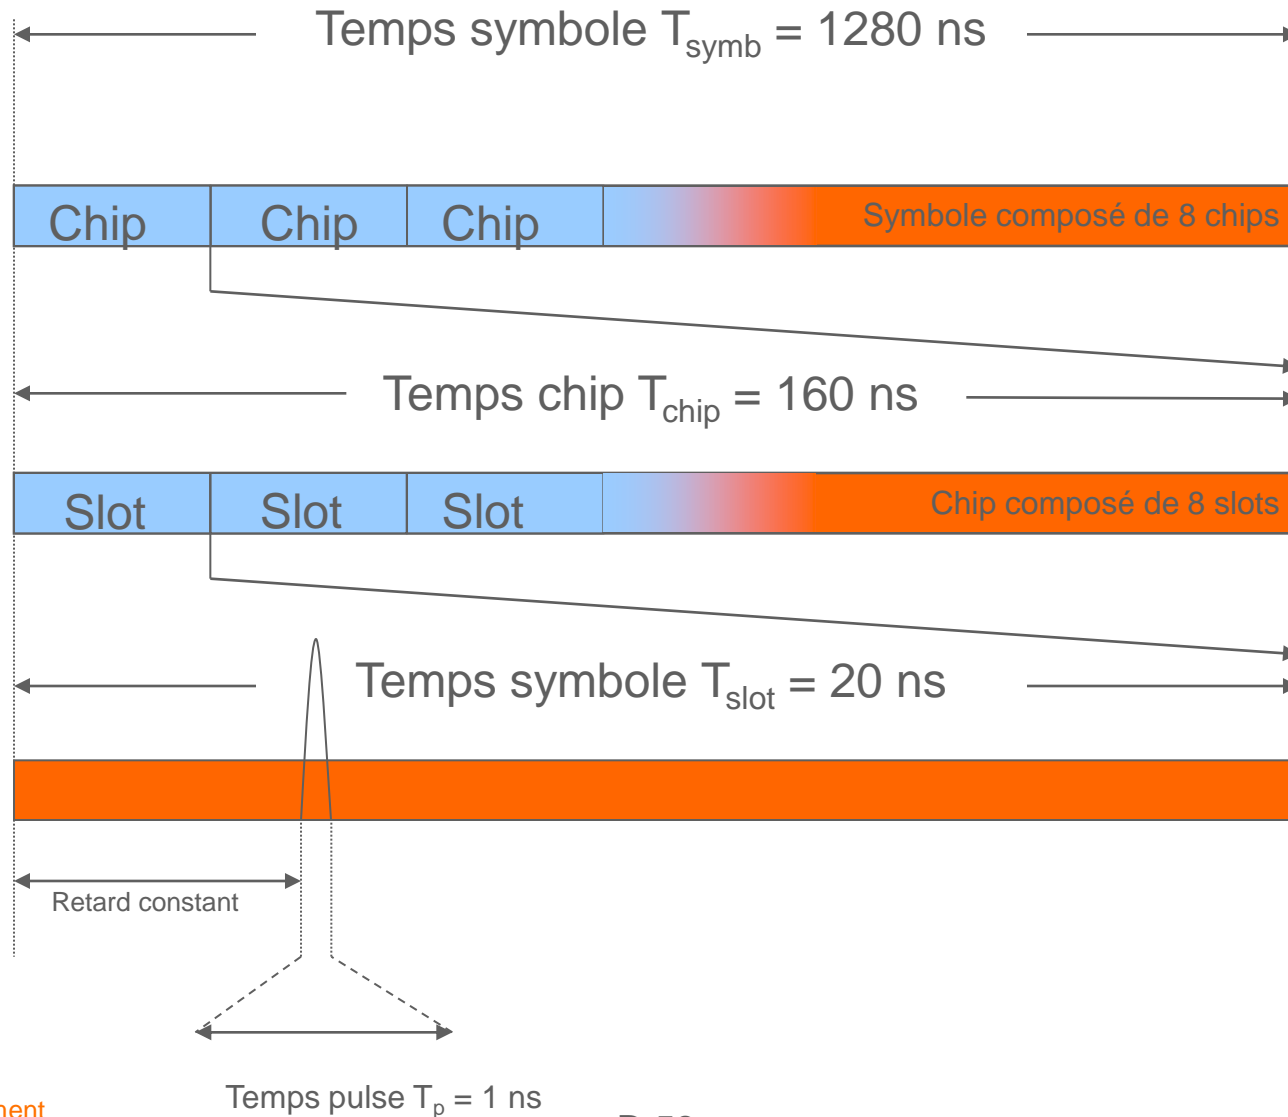 Temps symbole Tsymb = 1280 ns
Chip Chip Chip Symbole composé de 8 chips
Temps chip Tchip = 160 ns
Slot Slot Slot Chip composé de 8 slots
Temps symbole Tslot = 20 ns
Retard constant
Temps pulse Tp = 1 ns